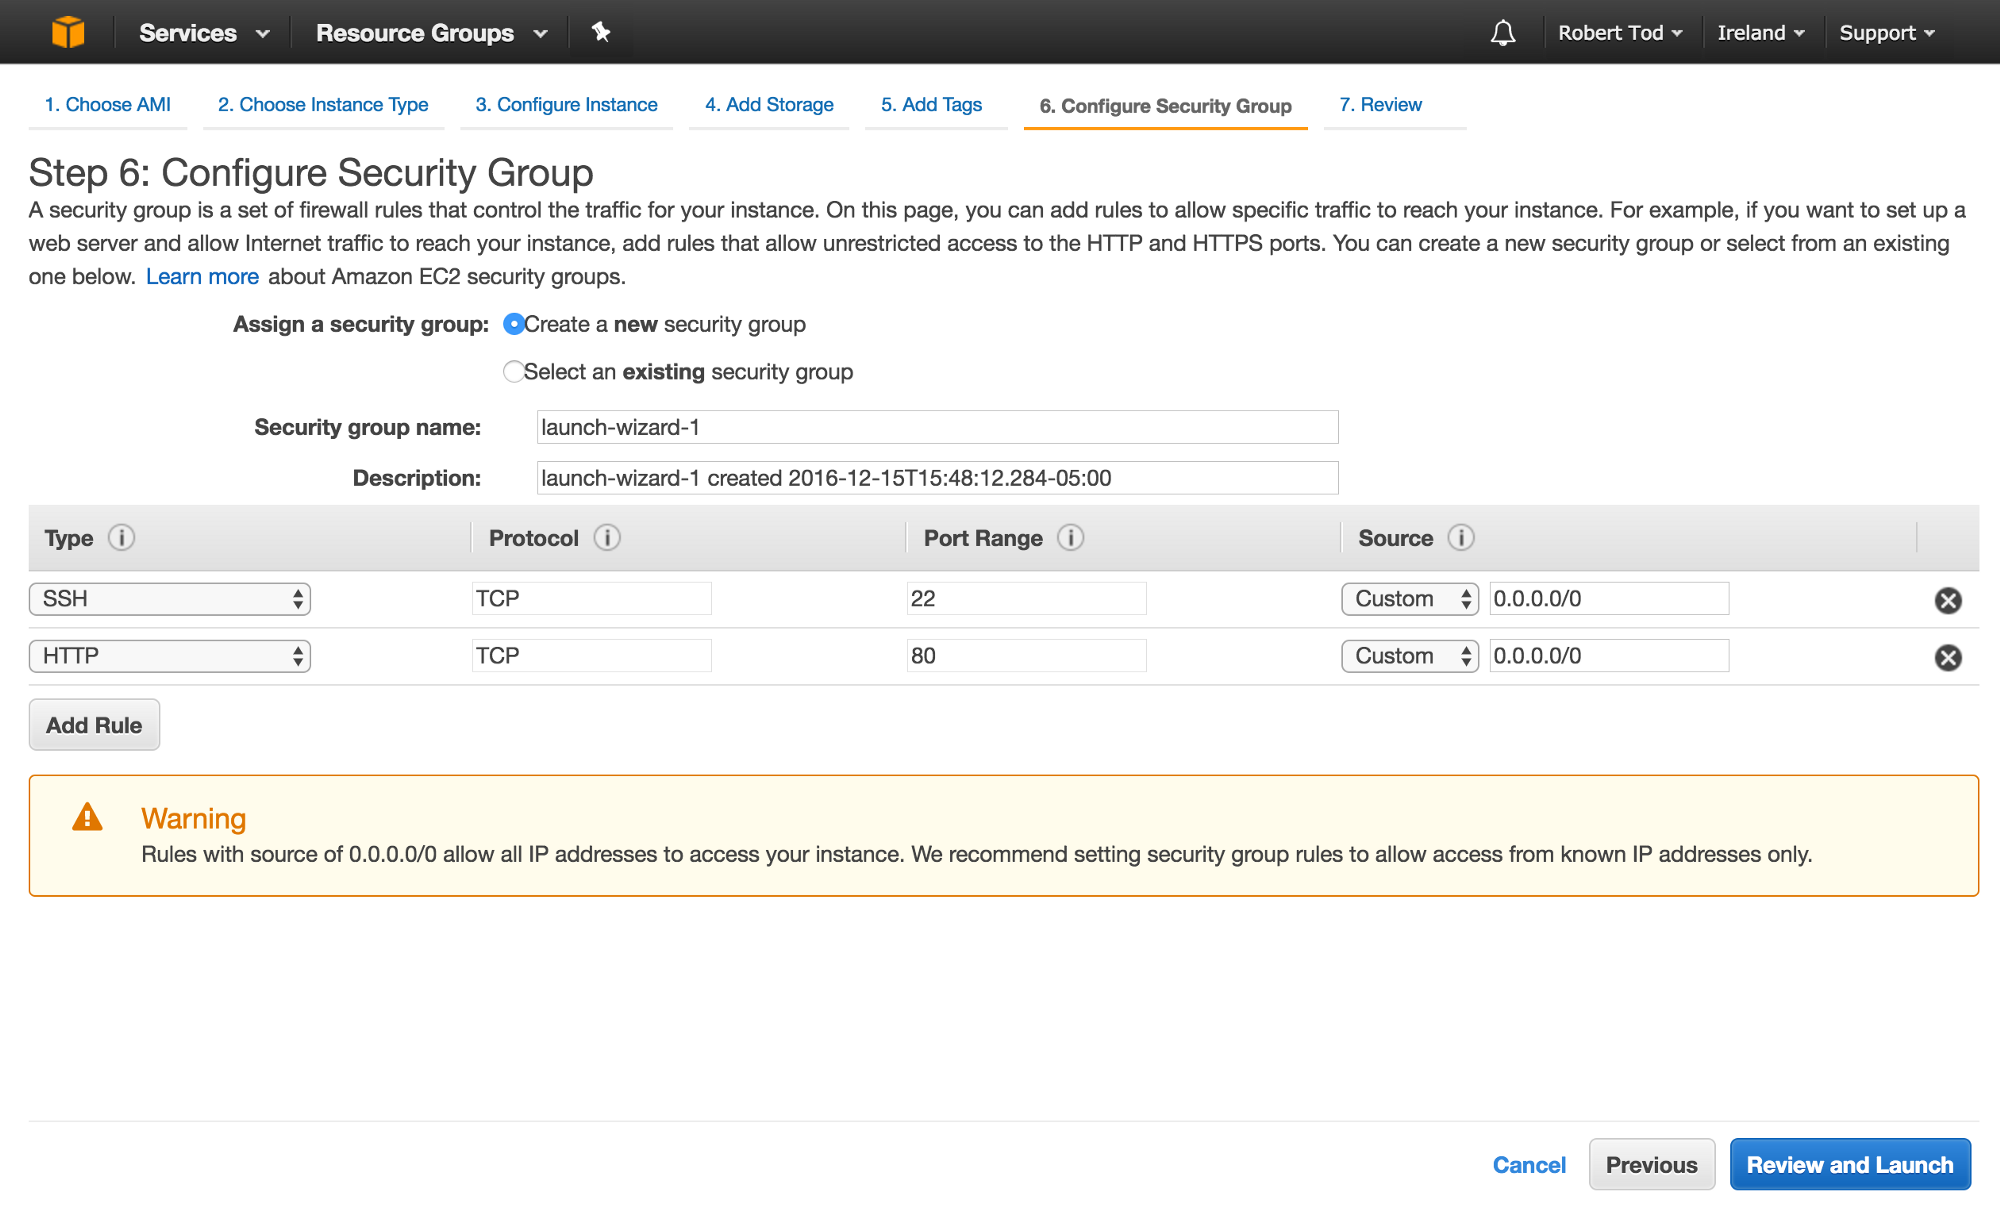 Services Resource Groups Robert Tod Ireland Support
1. Choose AMI 2. Choose Instance Type 3. Configure Instance 4. Add Storage 5. Add Tags 6. Configure Security Group 7. Review
Step 6: Configure Security Group
A security group is a set of firewall rules that control the traffic for your instance. On this page, you can add rules to allow specific traffic to reach your instance. For example, if you want to set up a
web server and allow Internet traffic to reach your instance, add rules that allow unrestricted access to the HTTP and HTTPS ports. You can create a new security group or select from an existing
one below. Learn more about Amazon EC2 security groups.
Assign a security group: Create a new security group
Select an existing security group
Security group name: launch-wizard-1
Description: launch-wizard-1 created 2016-12-15T15:48:12.284-05:00
Type Protocol Port Range Source
SSH TCP 22 Custom 0.0.0.0/0
HTTP TCP 80 Custom 0.0.0.0/0
Add Rule
Warning
Rules with source of 0.0.0.0/0 allow all IP addresses to access your instance. We recommend setting security group rules to allow access from known IP addresses only.
Cancel Previous Review and Launch